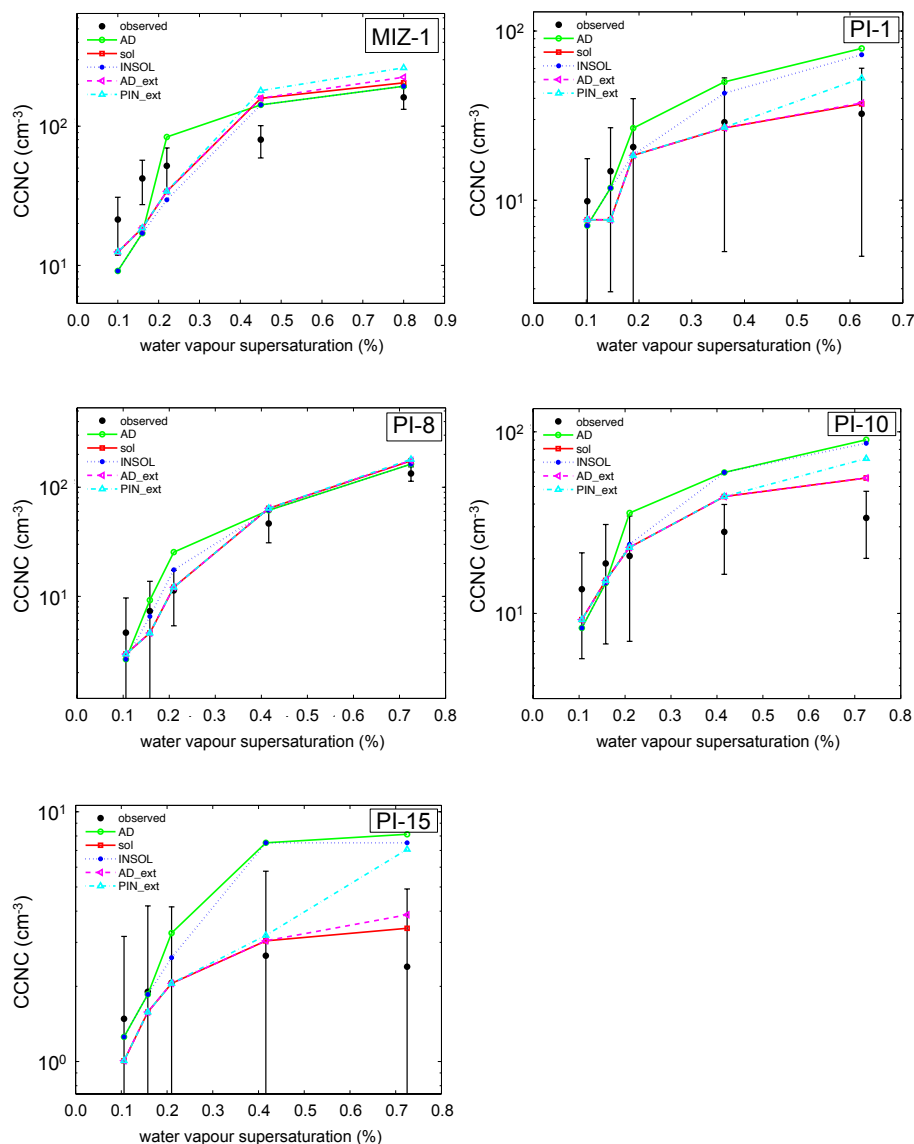 MIZ-1
observed
AD
sol
INSOL
AD_ext
PIN_ext
10²
10¹
CCNC (cm⁻³)
0.0 0.1 0.2 0.3 0.4 0.5 0.6 0.7 0.8 0.9
water vapour supersaturation (%)
PI-1
observed
AD
sol
INSOL
AD_ext
PIN_ext
10²
10¹
CCNC (cm⁻³)
0.0 0.1 0.2 0.3 0.4 0.5 0.6 0.7
water vapour supersaturation (%)
PI-8
observed
AD
sol
INSOL
AD_ext
PIN_ext
10²
10¹
CCNC (cm⁻³)
0.0 0.1 0.2 0.3 0.4 0.5 0.6 0.7 0.8
water vapour supersaturation (%)
PI-10
observed
AD
sol
INSOL
AD_ext
PIN_ext
10²
10¹
CCNC (cm⁻³)
0.0 0.1 0.2 0.3 0.4 0.5 0.6 0.7 0.8
water vapour supersaturation (%)
PI-15
observed
AD
sol
INSOL
AD_ext
PIN_ext
10¹
10⁰
CCNC (cm⁻³)
0.0 0.1 0.2 0.3 0.4 0.5 0.6 0.7 0.8
water vapour supersaturation (%)